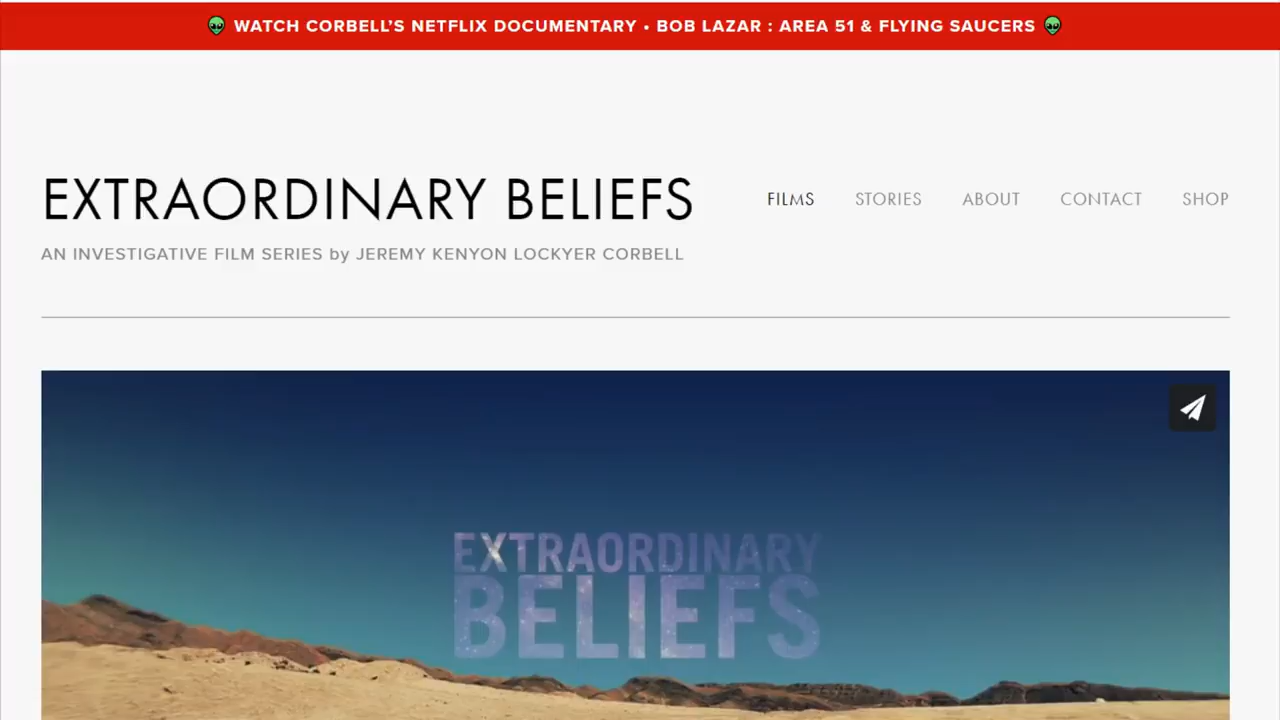 WATCH CORBELL'S NETFLIX DOCUMENTARY • BOB LAZAR : AREA 51 & FLYING SAUCERS
EXTRAORDINARY BELIEFS
FILMS STORIES ABOUT CONTACT SHOP
AN INVESTIGATIVE FILM SERIES by JEREMY KENYON LOCKYER CORBELL
EXTRAORDINARY
BELIEFS